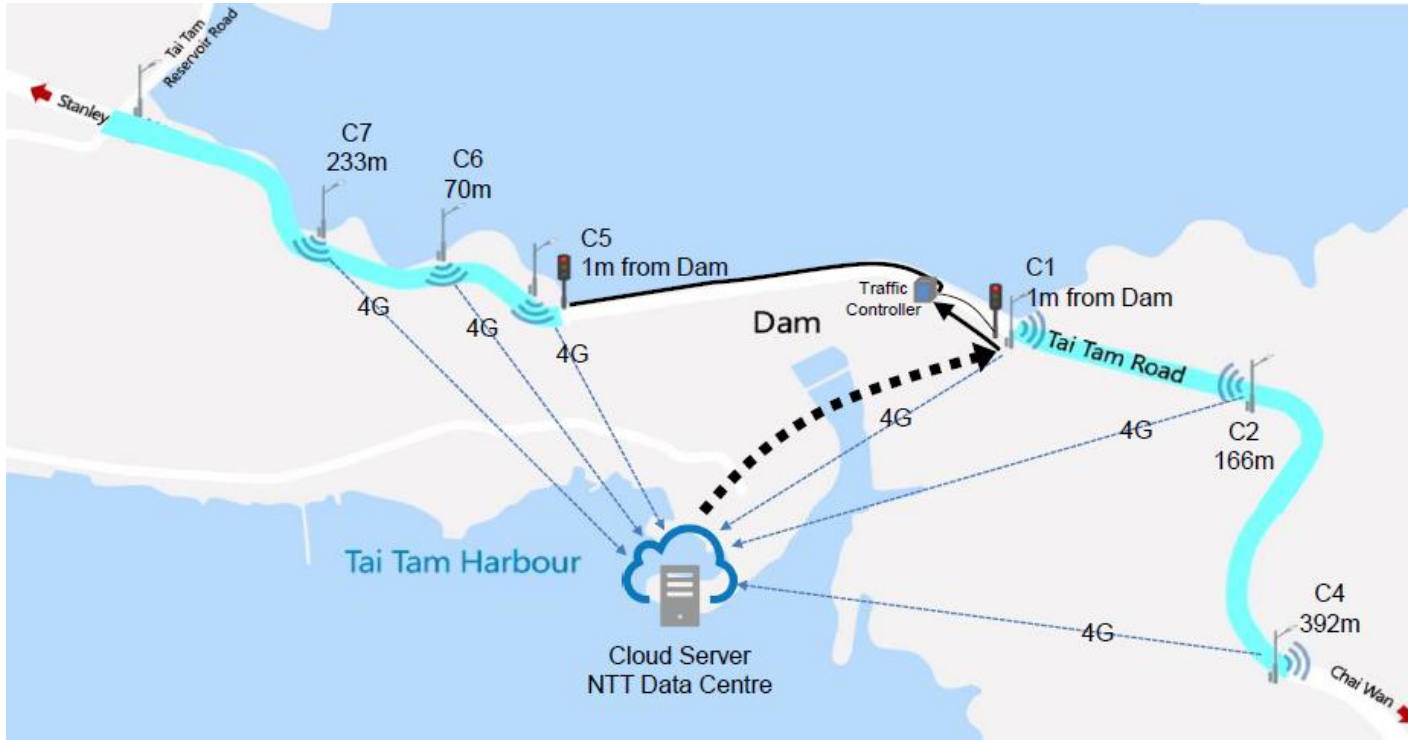 Tai Tam
Reservoir Road
Stanley
C7
233m
C6
70m
C5
1m from Dam
C1
1m from Dam
Traffic
Controller
Dam
4G
4G
4G
Tai Tam Road
4G
4G
C2
166m
Tai Tam Harbour
C4
392m
4G
Cloud Server
NTT Data Centre
Chai Wan